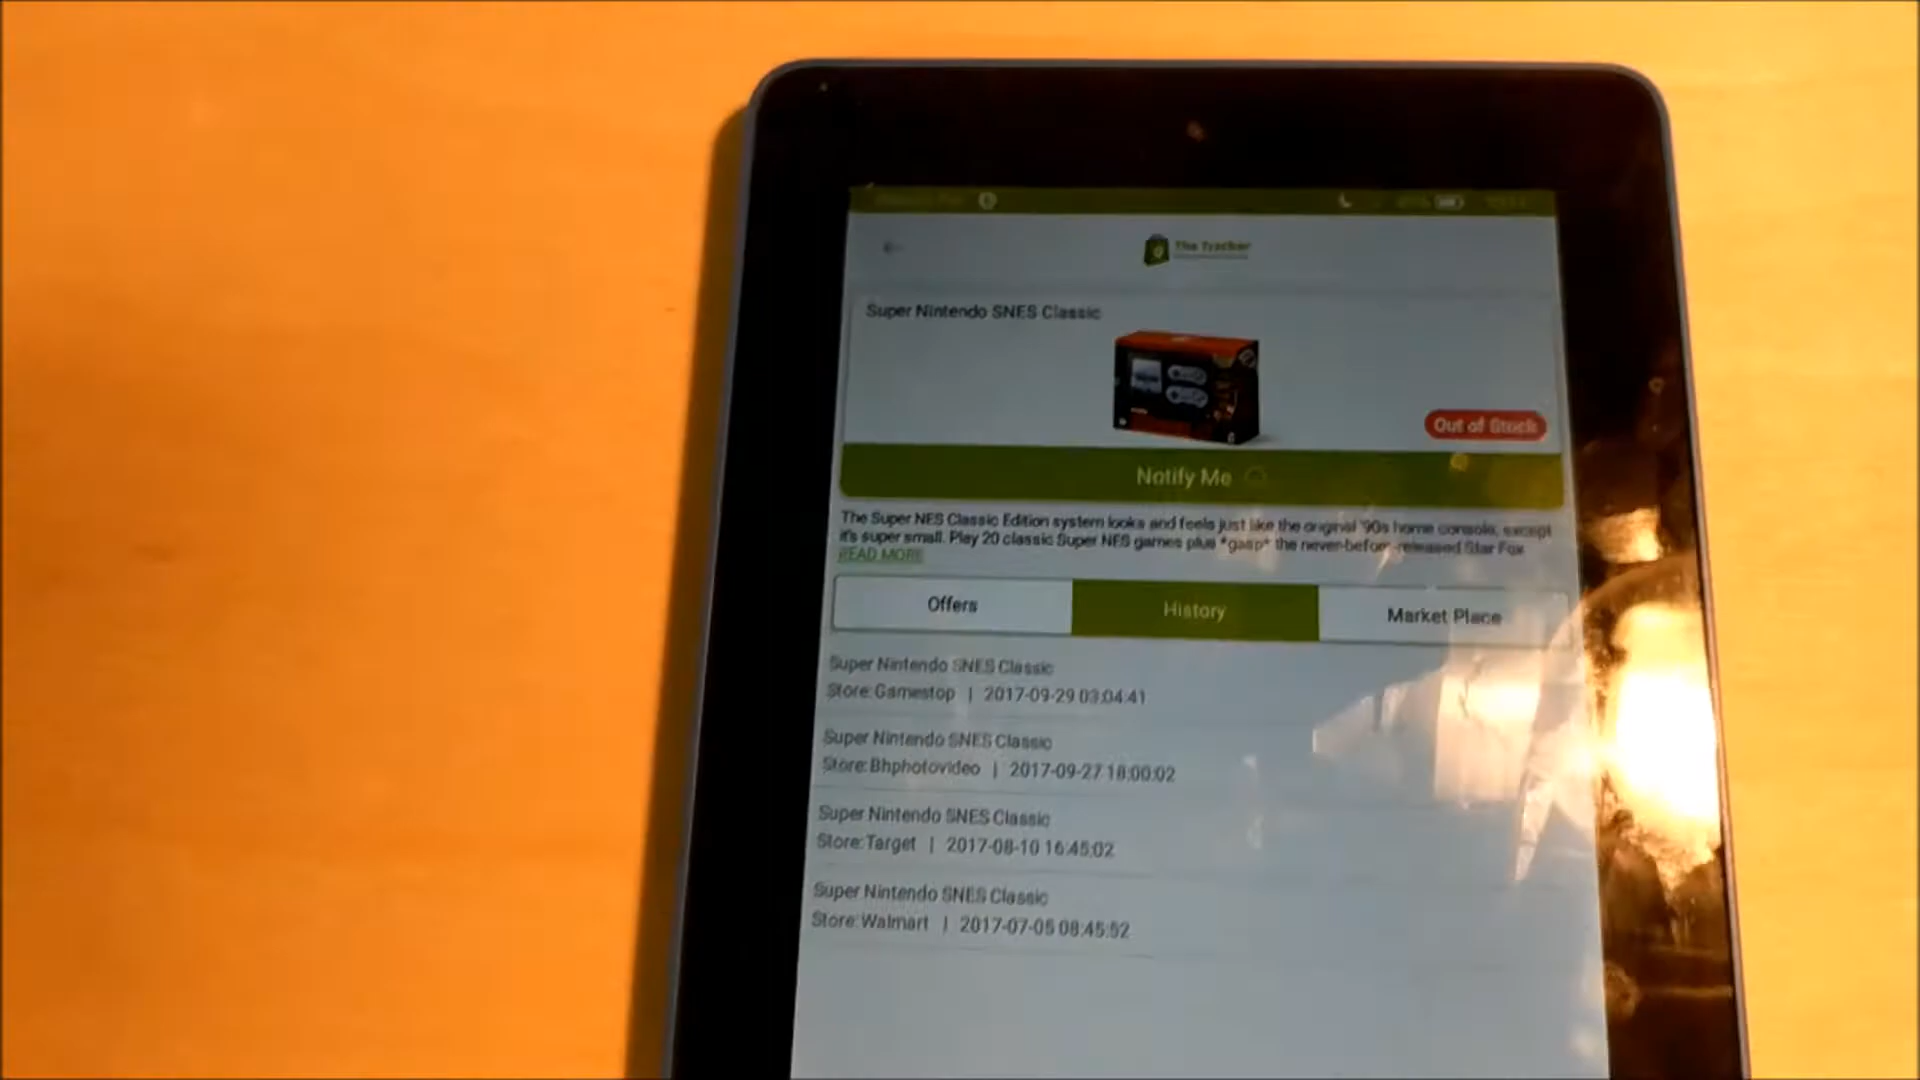 The Tracker
Super Nintendo SNES Classic
Out of Stock
Notify Me
The Super NES Classic Edition system looks and feels just like the original '90s home console, except
it's super small. Play 20 classic Super NES games plus *gasp* the never-before-released Star Fox
READ MORE
Offers
History
Market Place
Super Nintendo SNES Classic
Store:Gamestop | 2017-09-29 03:04:41
Super Nintendo SNES Classic
Store:Bhphotovideo | 2017-09-27 18:00:02
Super Nintendo SNES Classic
Store:Target | 2017-08-10 16:45:02
Super Nintendo SNES Classic
Store:Walmart | 2017-07-05 08:45:52